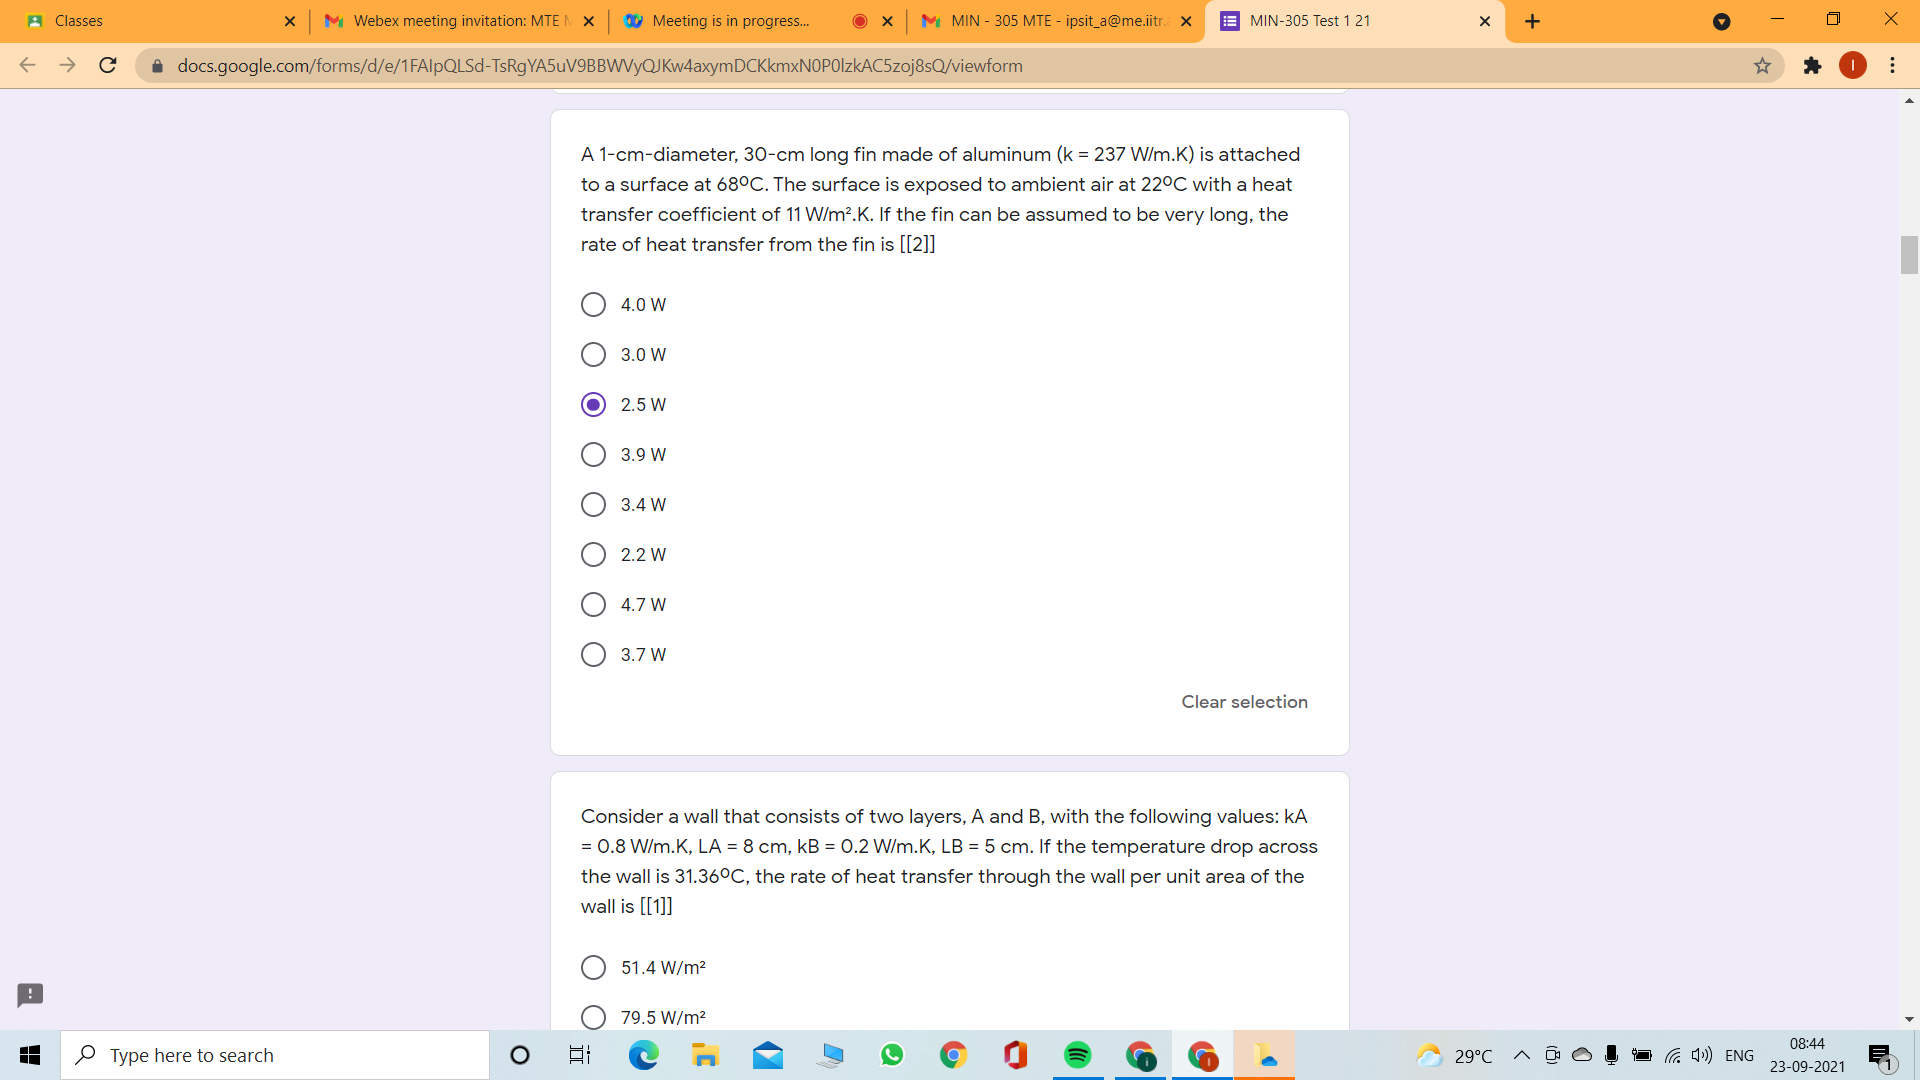 Classes
Webex meeting invitation: MTE
Meeting is in progress...
MIN - 305 MTE - ipsit_a@me.iitr.
MIN-305 Test 1 21
docs.google.com/forms/d/e/1FAIpQLSd-TsRgYA5uV9BBWVyQJKw4axymDCKkmxN0P0lzkAC5zoj8sQ/viewform
I
A 1-cm-diameter, 30-cm long fin made of aluminum (k = 237 W/m.K) is attached
to a surface at 68⁰C. The surface is exposed to ambient air at 22⁰C with a heat
transfer coefficient of 11 W/m².K. If the fin can be assumed to be very long, the
rate of heat transfer from the fin is [[2]]
4.0 W
3.0 W
2.5 W
3.9 W
3.4 W
2.2 W
4.7 W
3.7 W
Clear selection
Consider a wall that consists of two layers, A and B, with the following values: kA
= 0.8 W/m.K, LA = 8 cm, kB = 0.2 W/m.K, LB = 5 cm. If the temperature drop across
the wall is 31.36⁰C, the rate of heat transfer through the wall per unit area of the
wall is [[1]]
51.4 W/m²
79.5 W/m²
Type here to search
29°C
ENG
08:44
23-09-2021
1